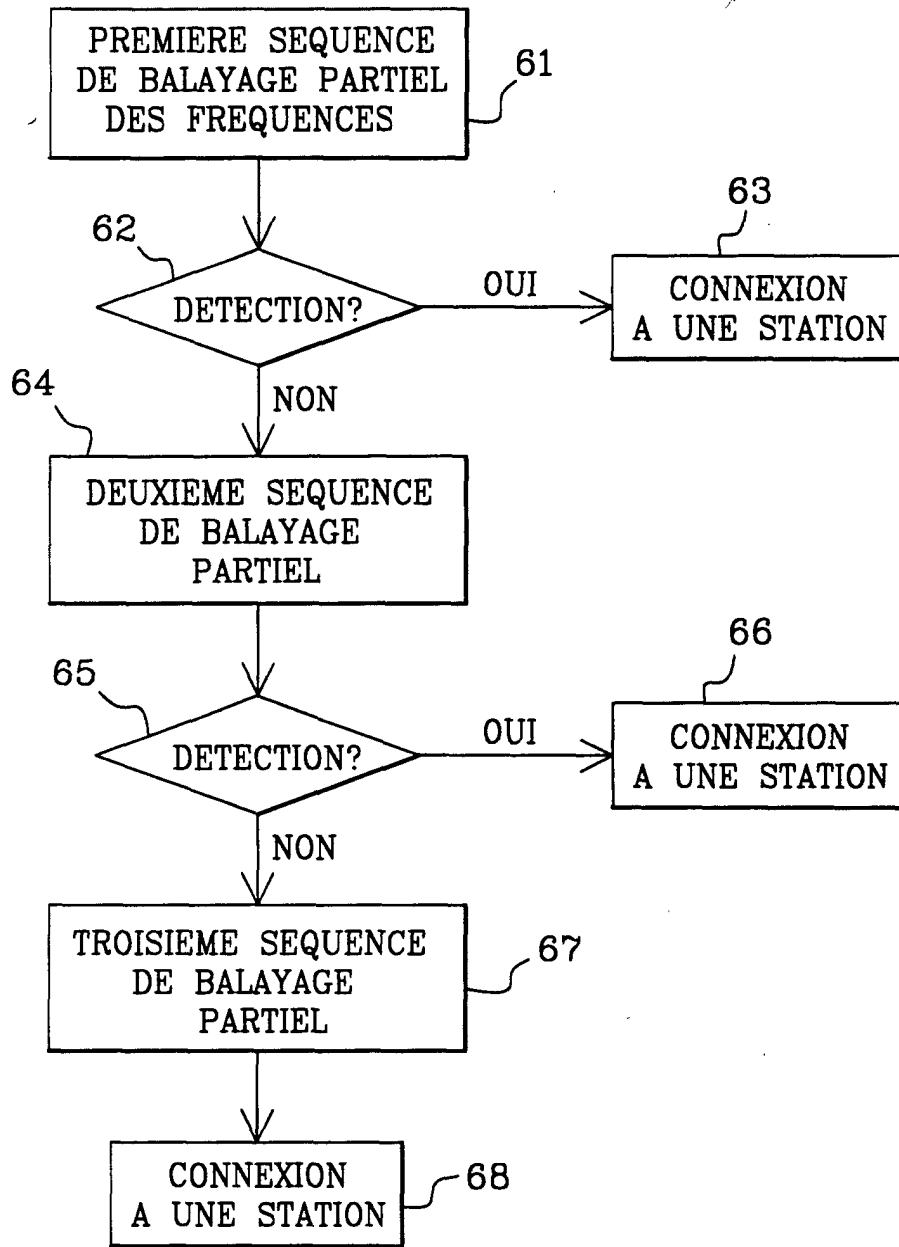 PREMIERE SEQUENCE
DE BALAYAGE PARTIEL
DES FREQUENCES
61
62
DETECTION?
OUI
63
CONNEXION
A UNE STATION
NON
64
DEUXIEME SEQUENCE
DE BALAYAGE
PARTIEL
65
DETECTION?
OUI
66
CONNEXION
A UNE STATION
NON
TROISIEME SEQUENCE
DE BALAYAGE
PARTIEL
67
CONNEXION
A UNE STATION
68